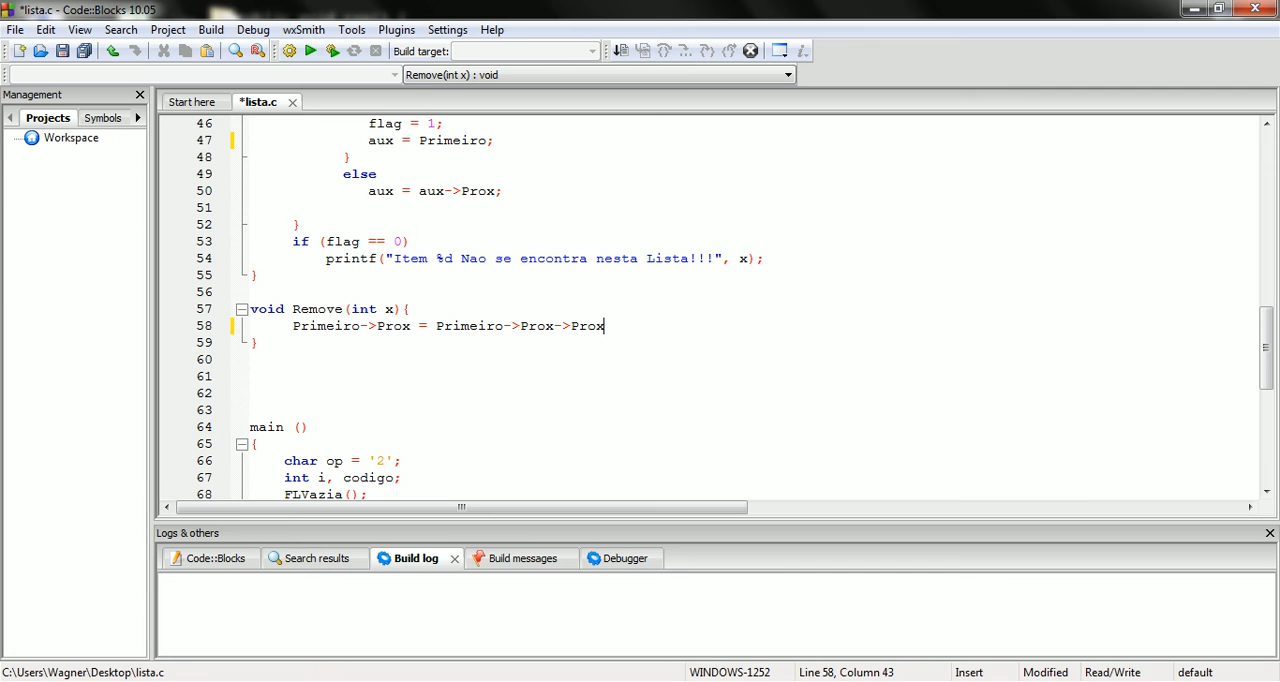 *lista.c - Code::Blocks 10.05
File Edit View Search Project Build Debug wxSmith Tools Plugins Settings Help
Build target:
Remove(int x) : void
Management
Projects Symbols
Workspace
Start here *lista.c
46 flag = 1;
47 aux = Primeiro;
48 }
49 else
50 aux = aux->Prox;
51
52 }
53 if (flag == 0)
54 printf("Item %d Nao se encontra nesta Lista!!!", x);
55 }
56
57 void Remove(int x){
58 Primeiro->Prox = Primeiro->Prox->Prox
59 }
60
61
62
63
64 main ()
65 {
66 char op = '2';
67 int i, codigo;
68 FLVazia();
Logs & others
Code::Blocks Search results Build log Build messages Debugger
C:\Users\Wagner\Desktop\lista.c WINDOWS-1252 Line 58, Column 43 Insert Modified Read/Write default